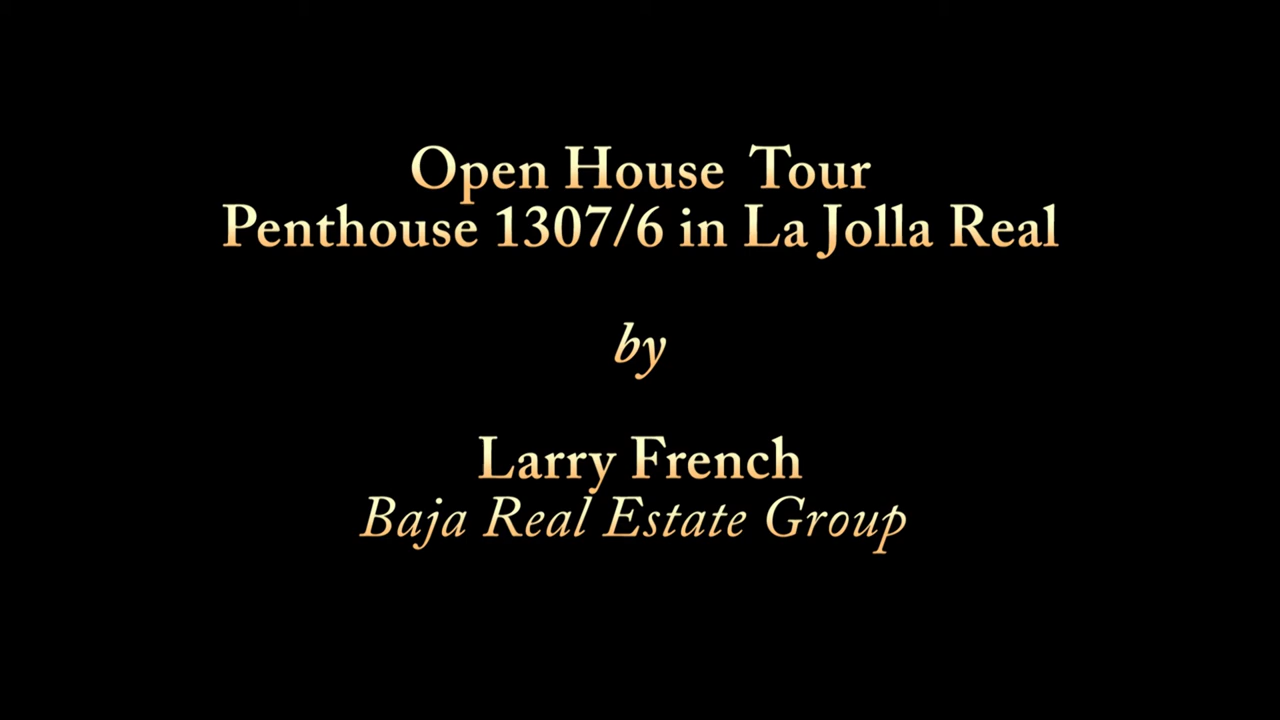 Open House Tour
Penthouse 1307/6 in La Jolla Real
by
Larry French
Baja Real Estate Group